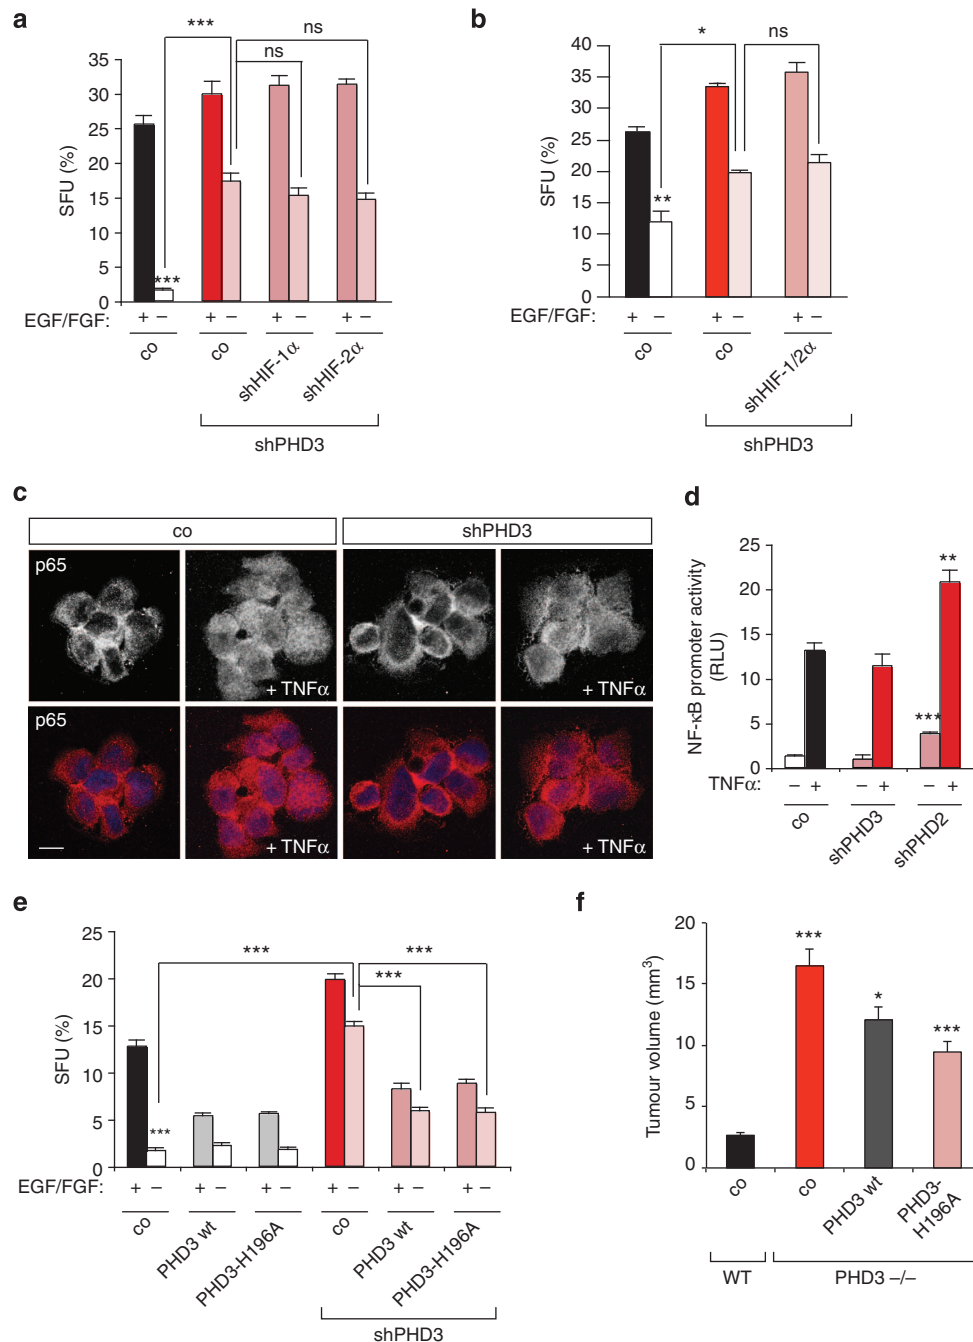 a
***
ns
ns
35
30
25
20
15
10
5
0
SFU (%)
***
EGF/FGF:
+ − + − + − + −
co
co
shHIF-1α
shHIF-2α
shPHD3
b
*
ns
40
35
30
25
20
15
10
5
0
SFU (%)
**
EGF/FGF:
+ − + − + −
co
co
shHIF-1/2α
shPHD3
c
co
shPHD3
p65
+ TNFα
+ TNFα
p65
+ TNFα
+ TNFα
d
25
20
15
10
5
0
NF-κB promoter activity
(RLU)
**
***
TNFα:
− + − + − +
co
shPHD3
shPHD2
e
25
20
15
10
5
0
SFU (%)
***
***
***
***
EGF/FGF:
+ − + − + − + − + − + −
co
PHD3 wt
PHD3-H196A
co
PHD3 wt
PHD3-H196A
shPHD3
f
20
15
10
5
0
Tumour volume (mm³)
***
*
***
co
co
PHD3 wt
PHD3-
H196A
WT
PHD3 −/−